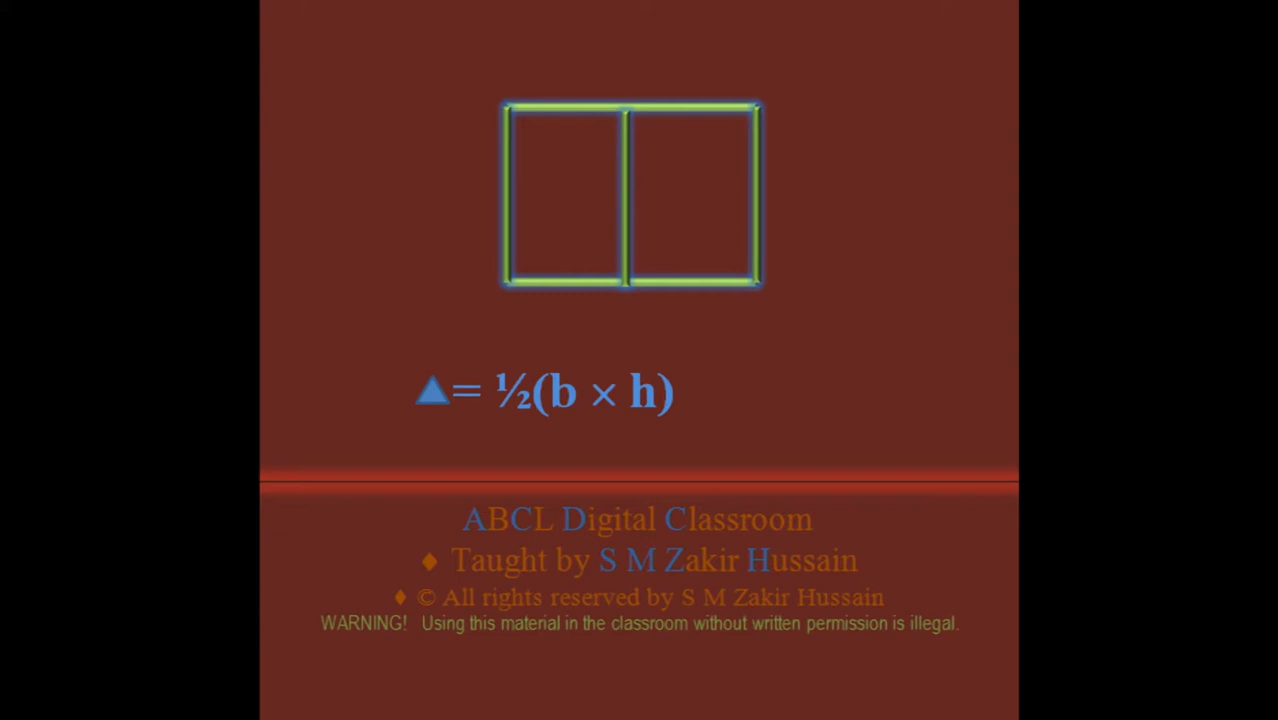 = ½(b × h)
ABCL Digital Classroom
♦ Taught by S M Zakir Hussain
♦ © All rights reserved by S M Zakir Hussain
WARNING! Using this material in the classroom without written permission is illegal.